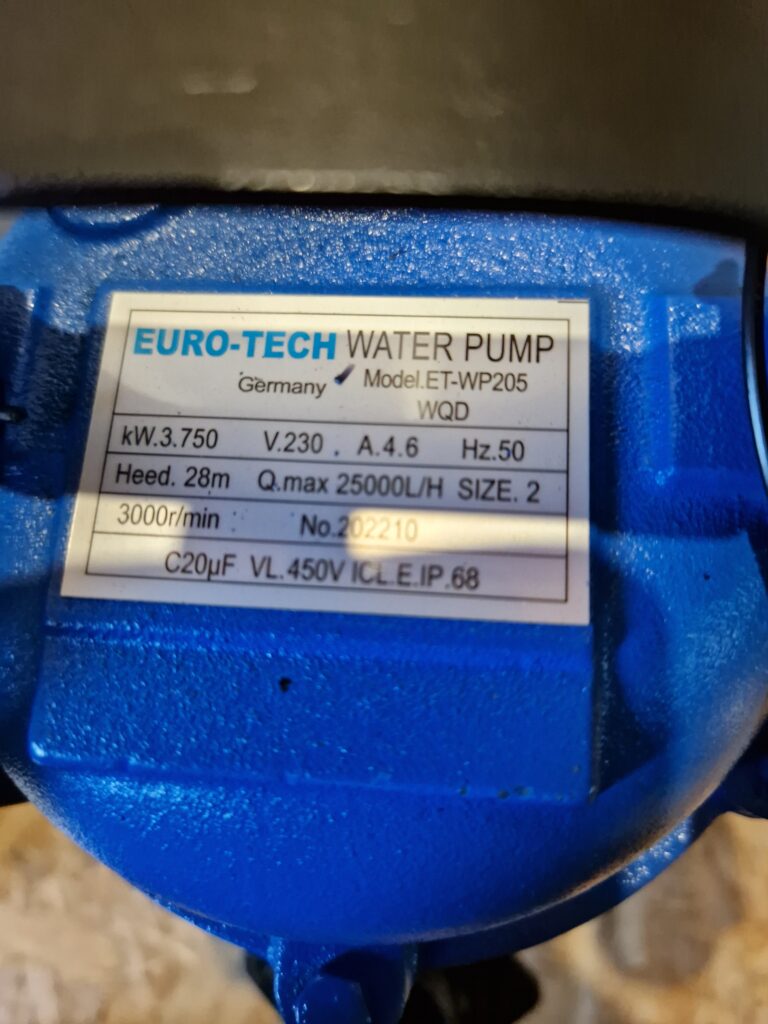 EURO-TECH WATER PUMP
Germany Model.ET-WP205
WQD
kW.3.750 V.230 . A.4.6 Hz.50
Heed. 28m Q.max 25000L/H SIZE. 2
3000r/min : No.202210
C20µF VL.450V ICL.E.IP.68